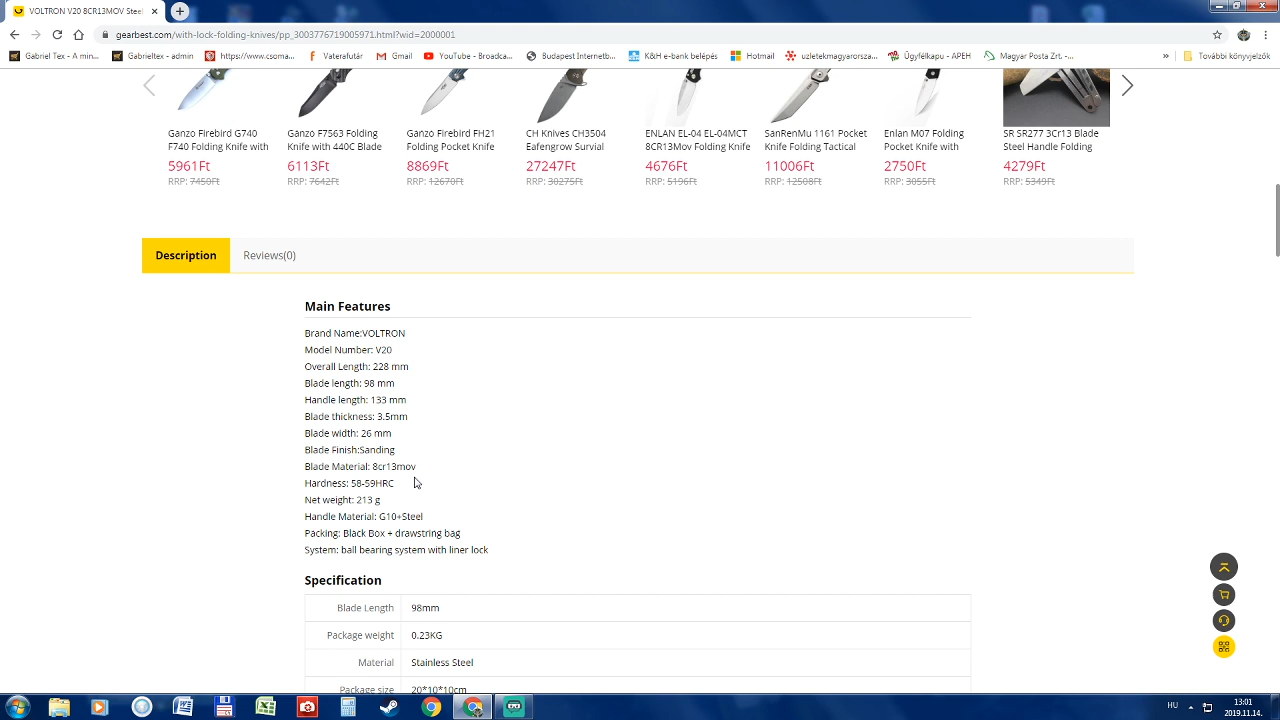 VOLTRON V20 8CR13MOV Steel
gearbest.com/with-lock-folding-knives/pp_3003776719005971.html?wid=2000001
Gabriel Tex - A min...
Gabrieltex - admin
https://www.csoma...
Vaterafutár
Gmail
YouTube - Broadca...
Budapest Internetb...
K&H e-bank belépés
Hotmail
uzletekmagyarorsza...
Ügyfélkapu - APEH
Magyar Posta Zrt. -...
»
További könyvjelzők
Ganzo Firebird G740
F740 Folding Knife with
5961Ft
RRP: 7450Ft
Ganzo F7563 Folding
Knife with 440C Blade
6113Ft
RRP: 7642Ft
Ganzo Firebird FH21
Folding Pocket Knife
8869Ft
RRP: 12670Ft
CH Knives CH3504
Eafengrow Survial
27247Ft
RRP: 30275Ft
ENLAN EL-04 EL-04MCT
8CR13Mov Folding Knife
4676Ft
RRP: 5196Ft
SanRenMu 1161 Pocket
Knife Folding Tactical
11006Ft
RRP: 12508Ft
Enlan M07 Folding
Pocket Knife with
2750Ft
RRP: 3055Ft
SR SR277 3Cr13 Blade
Steel Handle Folding
4279Ft
RRP: 5349Ft
Description
Reviews(0)
Main Features
Brand Name:VOLTRON
Model Number: V20
Overall Length: 228 mm
Blade length: 98 mm
Handle length: 133 mm
Blade thickness: 3.5mm
Blade width: 26 mm
Blade Finish:Sanding
Blade Material: 8cr13mov
Hardness: 58-59HRC
Net weight: 213 g
Handle Material: G10+Steel
Packing: Black Box + drawstring bag
System: ball bearing system with liner lock
Specification
Blade Length 98mm
Package weight 0.23KG
Material Stainless Steel
Package size 20*10*10cm
HU
13:01
2019.11.14.